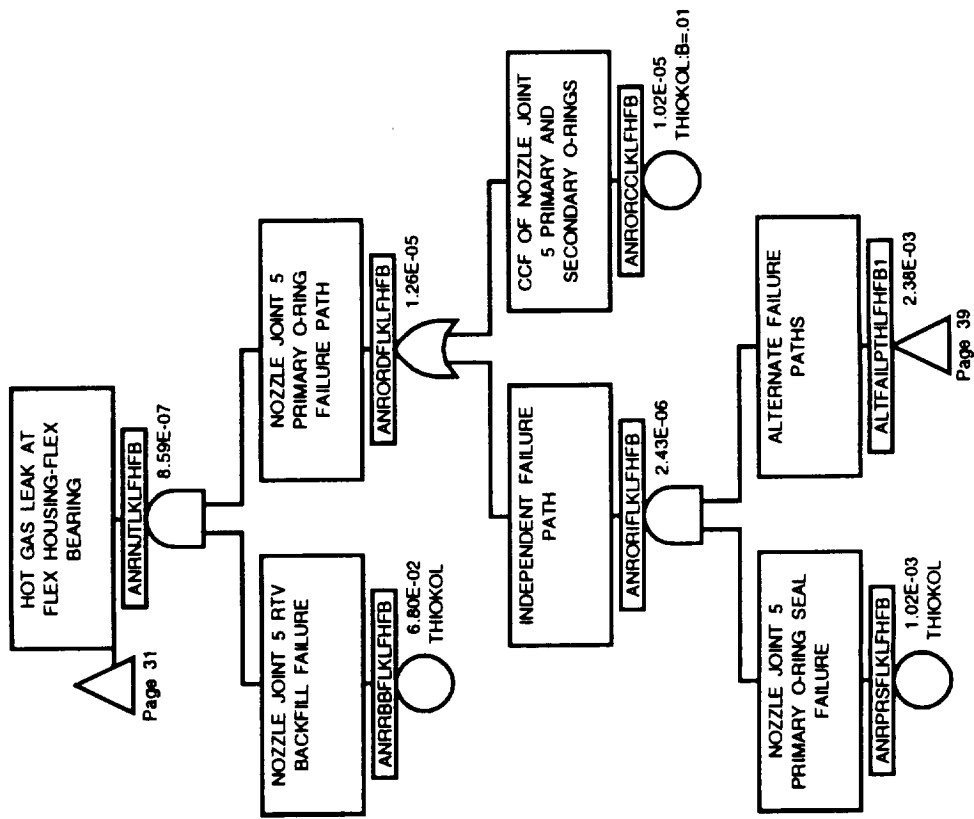 HOT GAS LEAK AT
FLEX HOUSING-FLEX
BEARING
Page 31
ANRNJTLKLFHFB
8.59E-07
NOZZLE JOINT 5 RTV
BACKFILL FAILURE
ANRRBBFLKLFHFB
6.80E-02
THIOKOL
NOZZLE JOINT 5
PRIMARY O-RING
FAILURE PATH
ANRORDFLKLFHFB
1.26E-05
INDEPENDENT FAILURE
PATH
ANRORIFLKLFHFB
2.43E-06
CCF OF NOZZLE JOINT
5 PRIMARY AND
SECONDARY O-RINGS
ANRORCCLKLFHFB
1.02E-05
THIOKOL:B=.01
NOZZLE JOINT 5
PRIMARY O-RING SEAL
FAILURE
ANRPRSFLKLFHFB
1.02E-03
THIOKOL
ALTERNATE FAILURE
PATHS
ALTFAILPTHLFHFB1
2.38E-03
Page 39